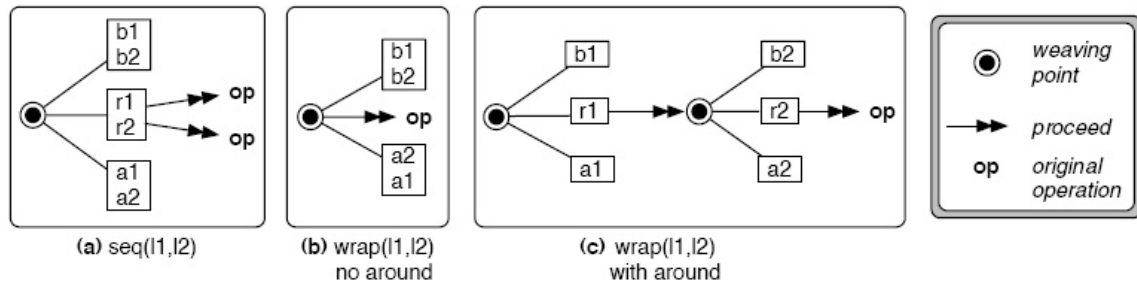 b1
b2
r1
r2
a1
a2
op
op
(a) seq(l1,l2)
b1
b2
op
a2
a1
(b) wrap(l1,l2)
no around
b1
r1
a1
b2
r2
a2
op
(c) wrap(l1,l2)
with around
weaving
point
proceed
op
original
operation